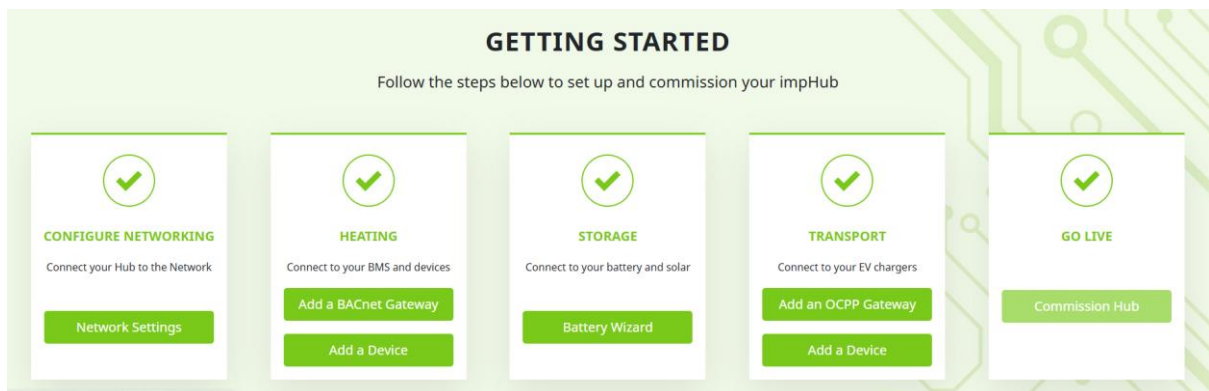 GETTING STARTED
Follow the steps below to set up and commission your impHub
CONFIGURE NETWORKING
Connect your Hub to the Network
Network Settings
HEATING
Connect to your BMS and devices
Add a BACnet Gateway
Add a Device
STORAGE
Connect to your battery and solar
Battery Wizard
TRANSPORT
Connect to your EV chargers
Add an OCPP Gateway
Add a Device
GO LIVE
Commission Hub